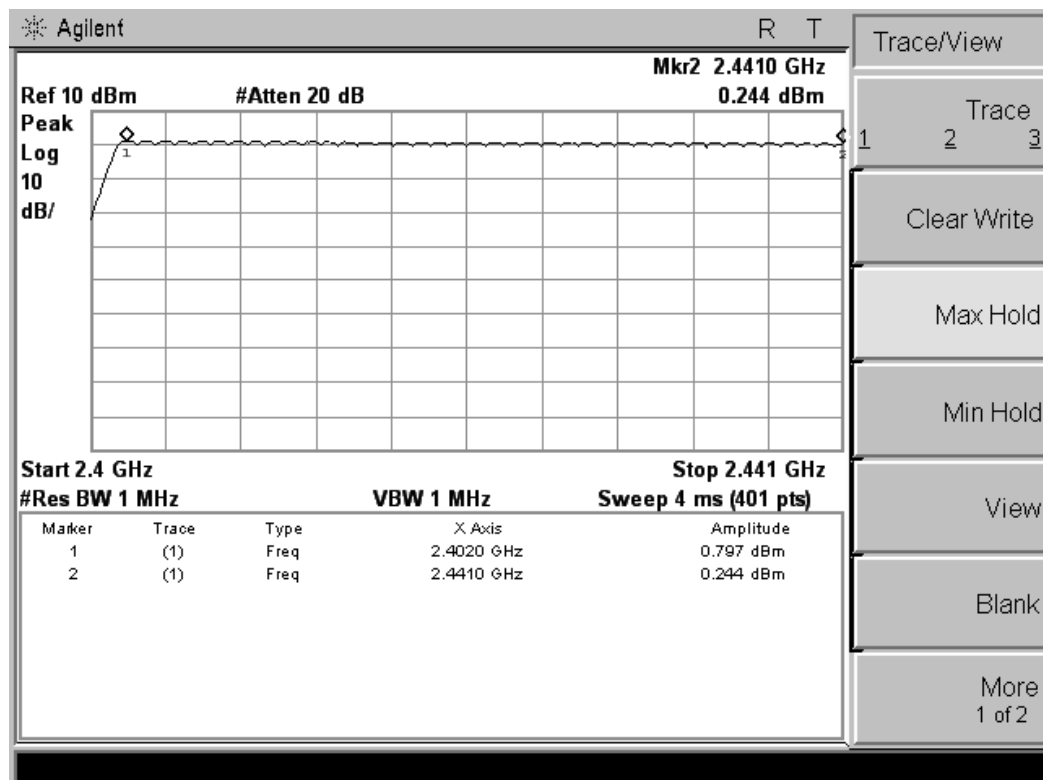 Agilent R T
Mkr2 2.4410 GHz
Ref 10 dBm #Atten 20 dB 0.244 dBm
Peak
Log
10
dB/
1
2
Start 2.4 GHz Stop 2.441 GHz
#Res BW 1 MHz VBW 1 MHz Sweep 4 ms (401 pts)
Marker Trace Type X Axis Amplitude
1 (1) Freq 2.4020 GHz 0.797 dBm
2 (1) Freq 2.4410 GHz 0.244 dBm
Trace/View
Trace
1 2 3
Clear Write
Max Hold
Min Hold
View
Blank
More
1 of 2